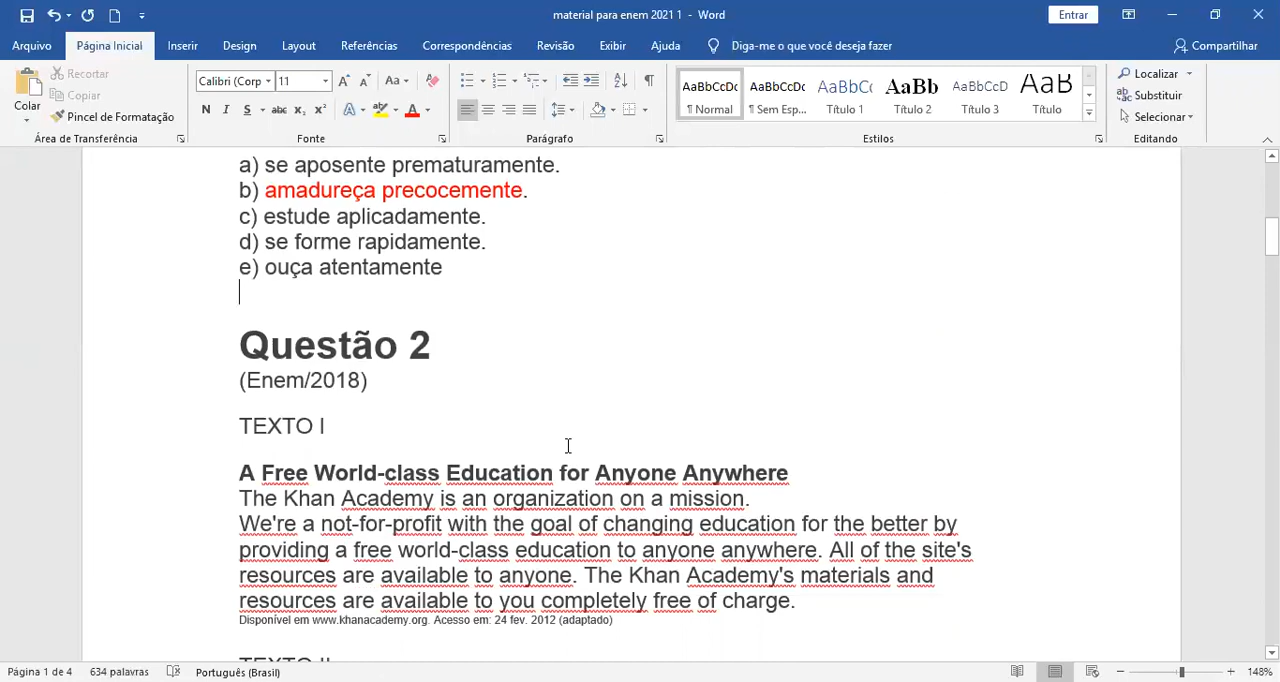 material para enem 2021 1 - Word
Entrar
Arquivo Página Inicial Inserir Design Layout Referências Correspondências Revisão Exibir Ajuda Diga-me o que você deseja fazer Compartilhar
Colar
Recortar
Copiar
Pincel de Formatação
Área de Transferência
Calibri (Corp 11
Aa
N I S abc x₂ x²
Fonte
Parágrafo
AaBbCcDc AaBbCcDc AaBbCc AaBb AaBbCcD AaB
¶ Normal ¶ Sem Esp... Título 1 Título 2 Título 3 Título
Estilos
Localizar
Substituir
Selecionar
Editando
a) se aposente prematuramente.
b) amadureça precocemente.
c) estude aplicadamente.
d) se forme rapidamente.
e) ouça atentamente
Questão 2
(Enem/2018)
TEXTO I
A Free World-class Education for Anyone Anywhere
The Khan Academy is an organization on a mission.
We're a not-for-profit with the goal of changing education for the better by
providing a free world-class education to anyone anywhere. All of the site's
resources are available to anyone. The Khan Academy's materials and
resources are available to you completely free of charge.
Disponível em www.khanacademy.org. Acesso em: 24 fev. 2012 (adaptado)
TEXTO II
Página 1 de 4 634 palavras Português (Brasil) 148%